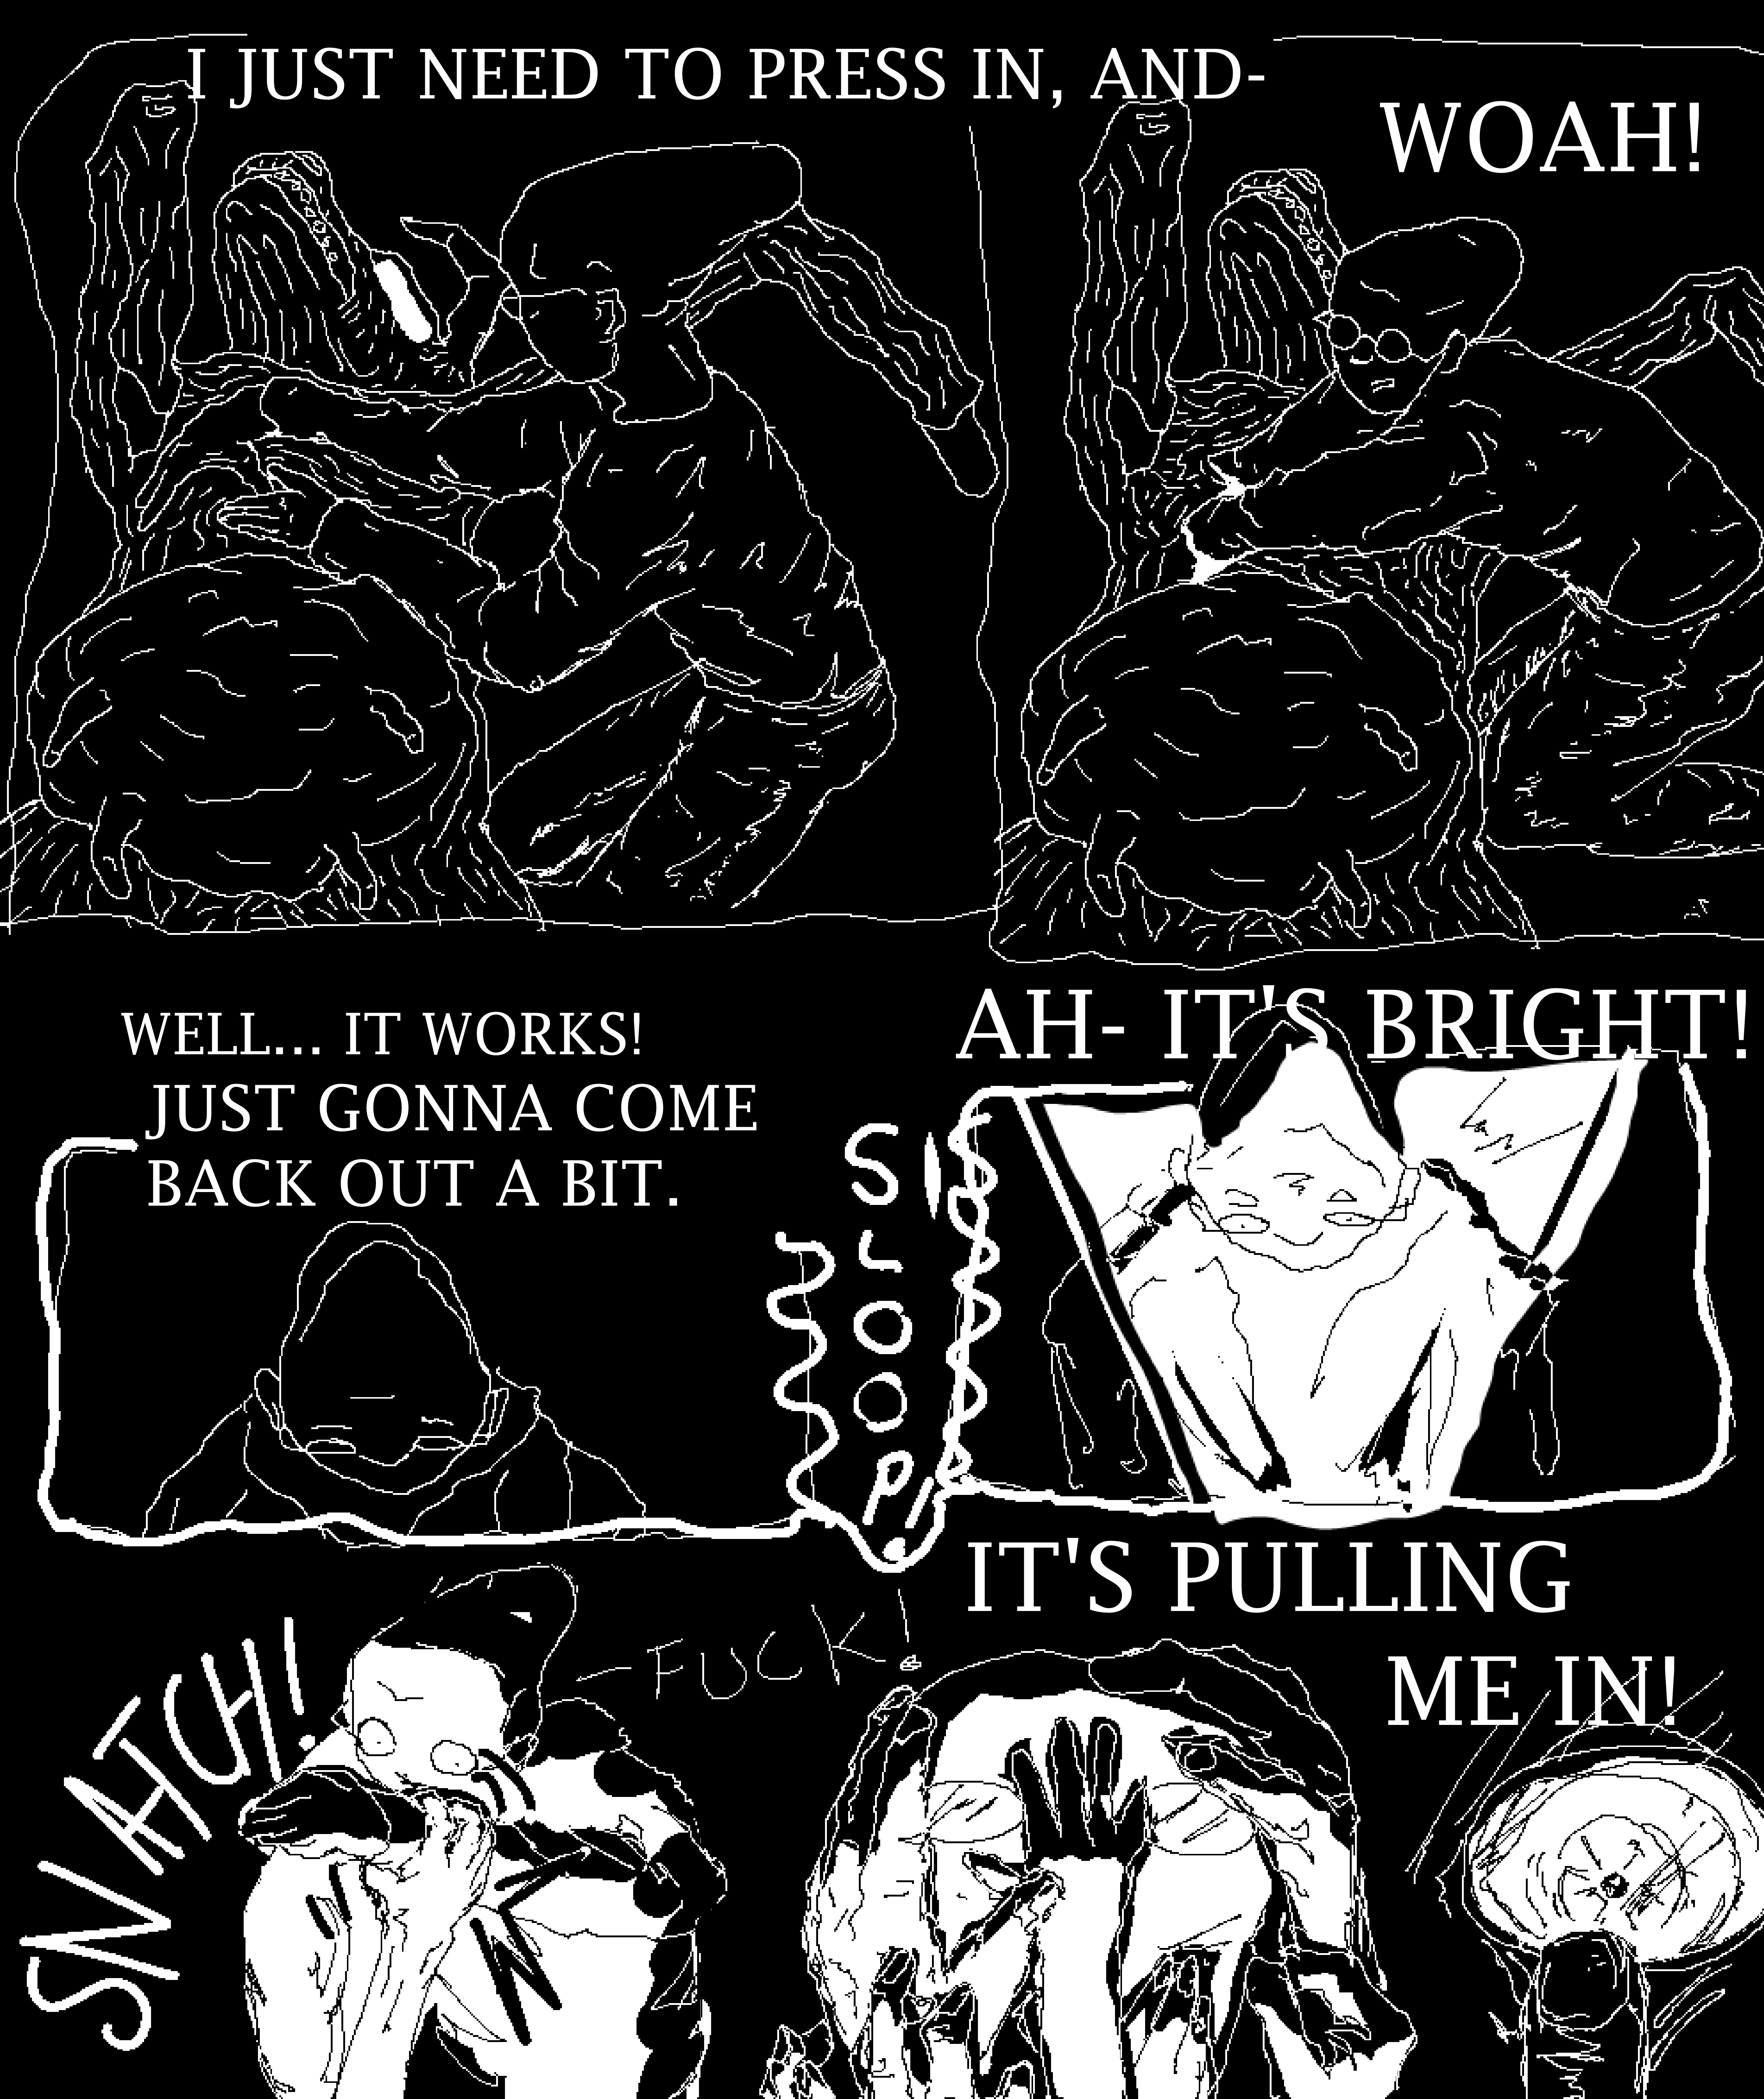 I JUST NEED TO PRESS IN, AND-
WOAH!
WELL... IT WORKS!
JUST GONNA COME
BACK OUT A BIT.
SLOOP!
AH- IT'S BRIGHT!
SNATCH!
-FUCK!
IT'S PULLING
ME IN!